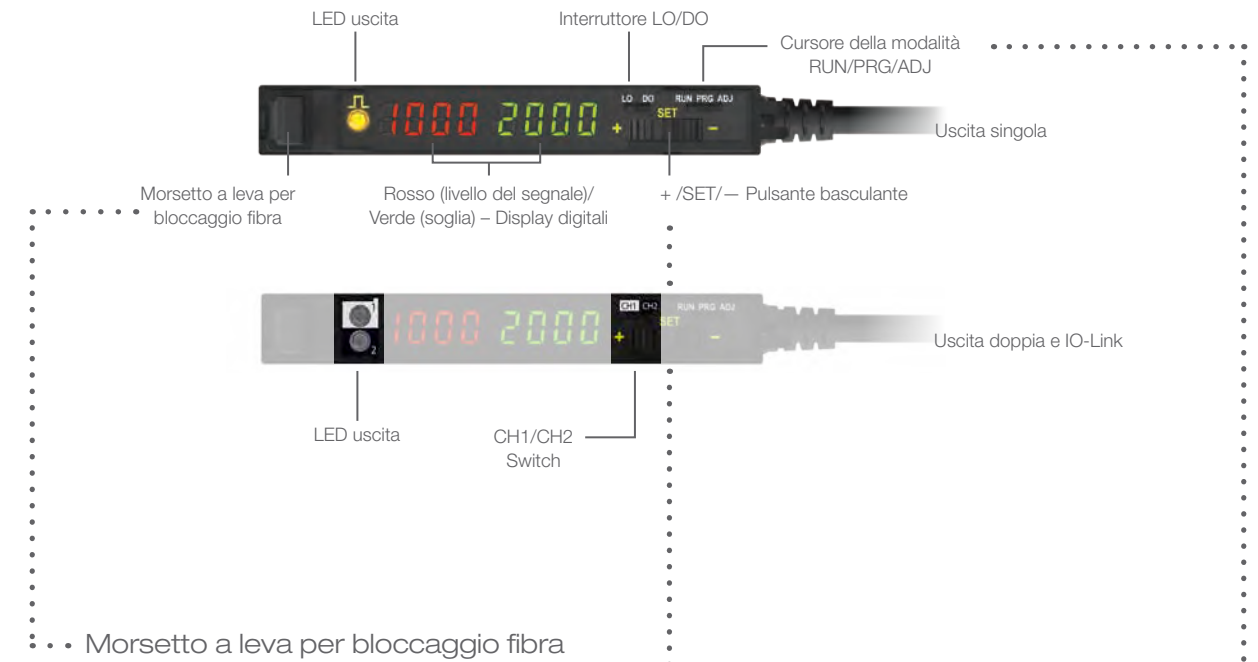 LED uscita
Interruttore LO/DO
Cursore della modalità
RUN/PRG/ADJ
LO DO RUN PRG ADJ
SET
1000 2000 + –
Uscita singola
Morsetto a leva per
bloccaggio fibra
Rosso (livello del segnale)/
Verde (soglia) – Display digitali
+ /SET/— Pulsante basculante
1 CH1 CH2 RUN PRG ADJ
SET
1000 2000 + –
2
Uscita doppia e IO-Link
LED uscita
CH1/CH2
Switch
Morsetto a leva per bloccaggio fibra